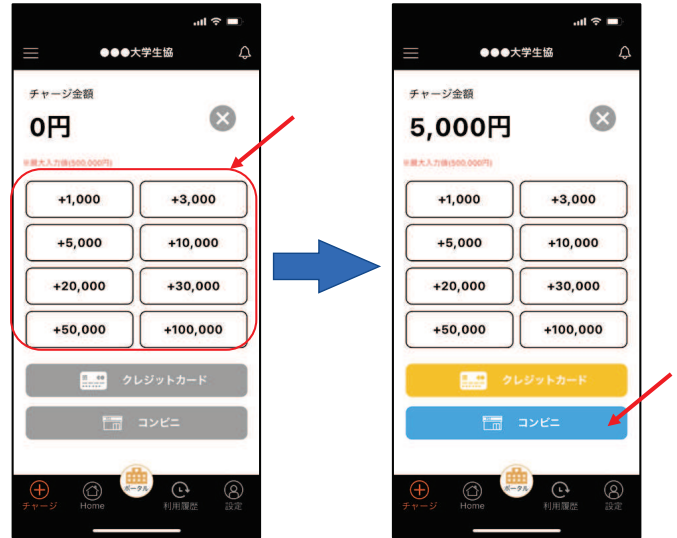 ●●●大学生協
チャージ金額
0円
※最大入力値(500,000円)
+1,000
+3,000
+5,000
+10,000
+20,000
+30,000
+50,000
+100,000
クレジットカード
コンビニ
チャージ
Home
ポータル
利用履歴
設定
●●●大学生協
チャージ金額
5,000円
※最大入力値(500,000円)
+1,000
+3,000
+5,000
+10,000
+20,000
+30,000
+50,000
+100,000
クレジットカード
コンビニ
チャージ
Home
ポータル
利用履歴
設定